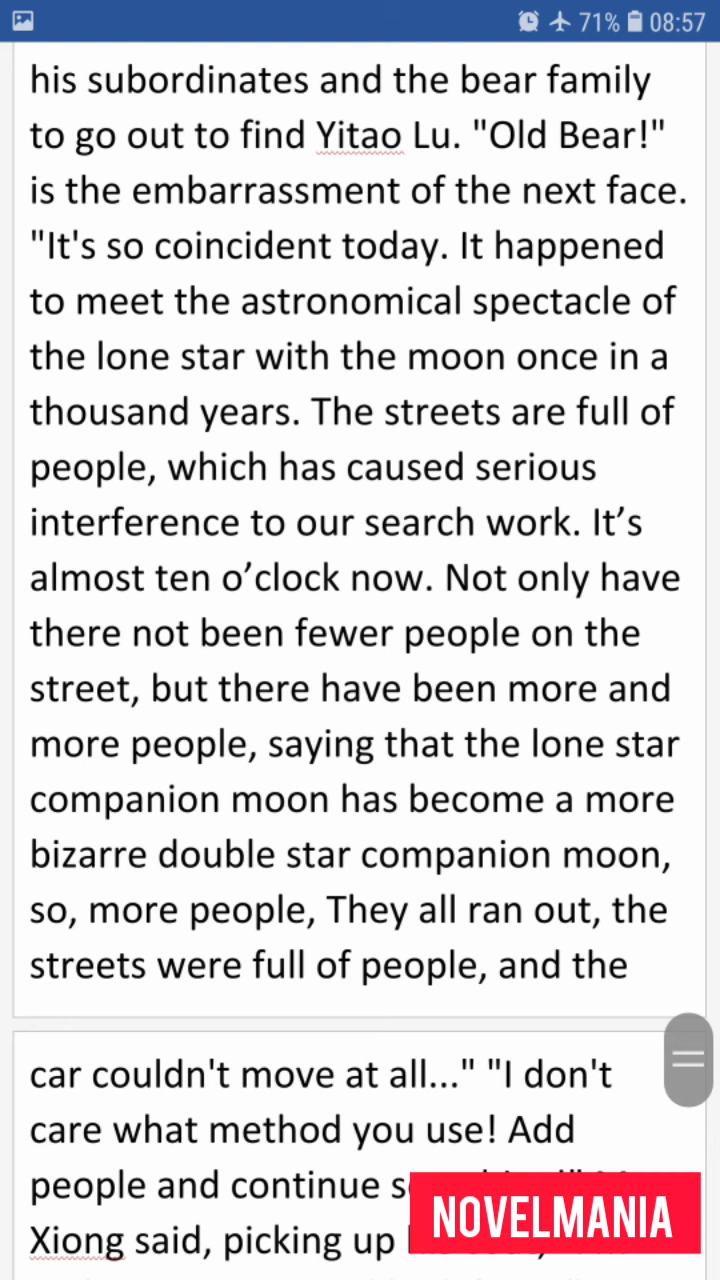 71% 08:57
his subordinates and the bear family
to go out to find Yitao Lu. "Old Bear!"
is the embarrassment of the next face.
"It's so coincident today. It happened
to meet the astronomical spectacle of
the lone star with the moon once in a
thousand years. The streets are full of
people, which has caused serious
interference to our search work. It’s
almost ten o’clock now. Not only have
there not been fewer people on the
street, but there have been more and
more people, saying that the lone star
companion moon has become a more
bizarre double star companion moon,
so, more people, They all ran out, the
streets were full of people, and the
car couldn't move at all..." "I don't
care what method you use! Add
people and continue
Xiong said, picking up
NOVELMANIA